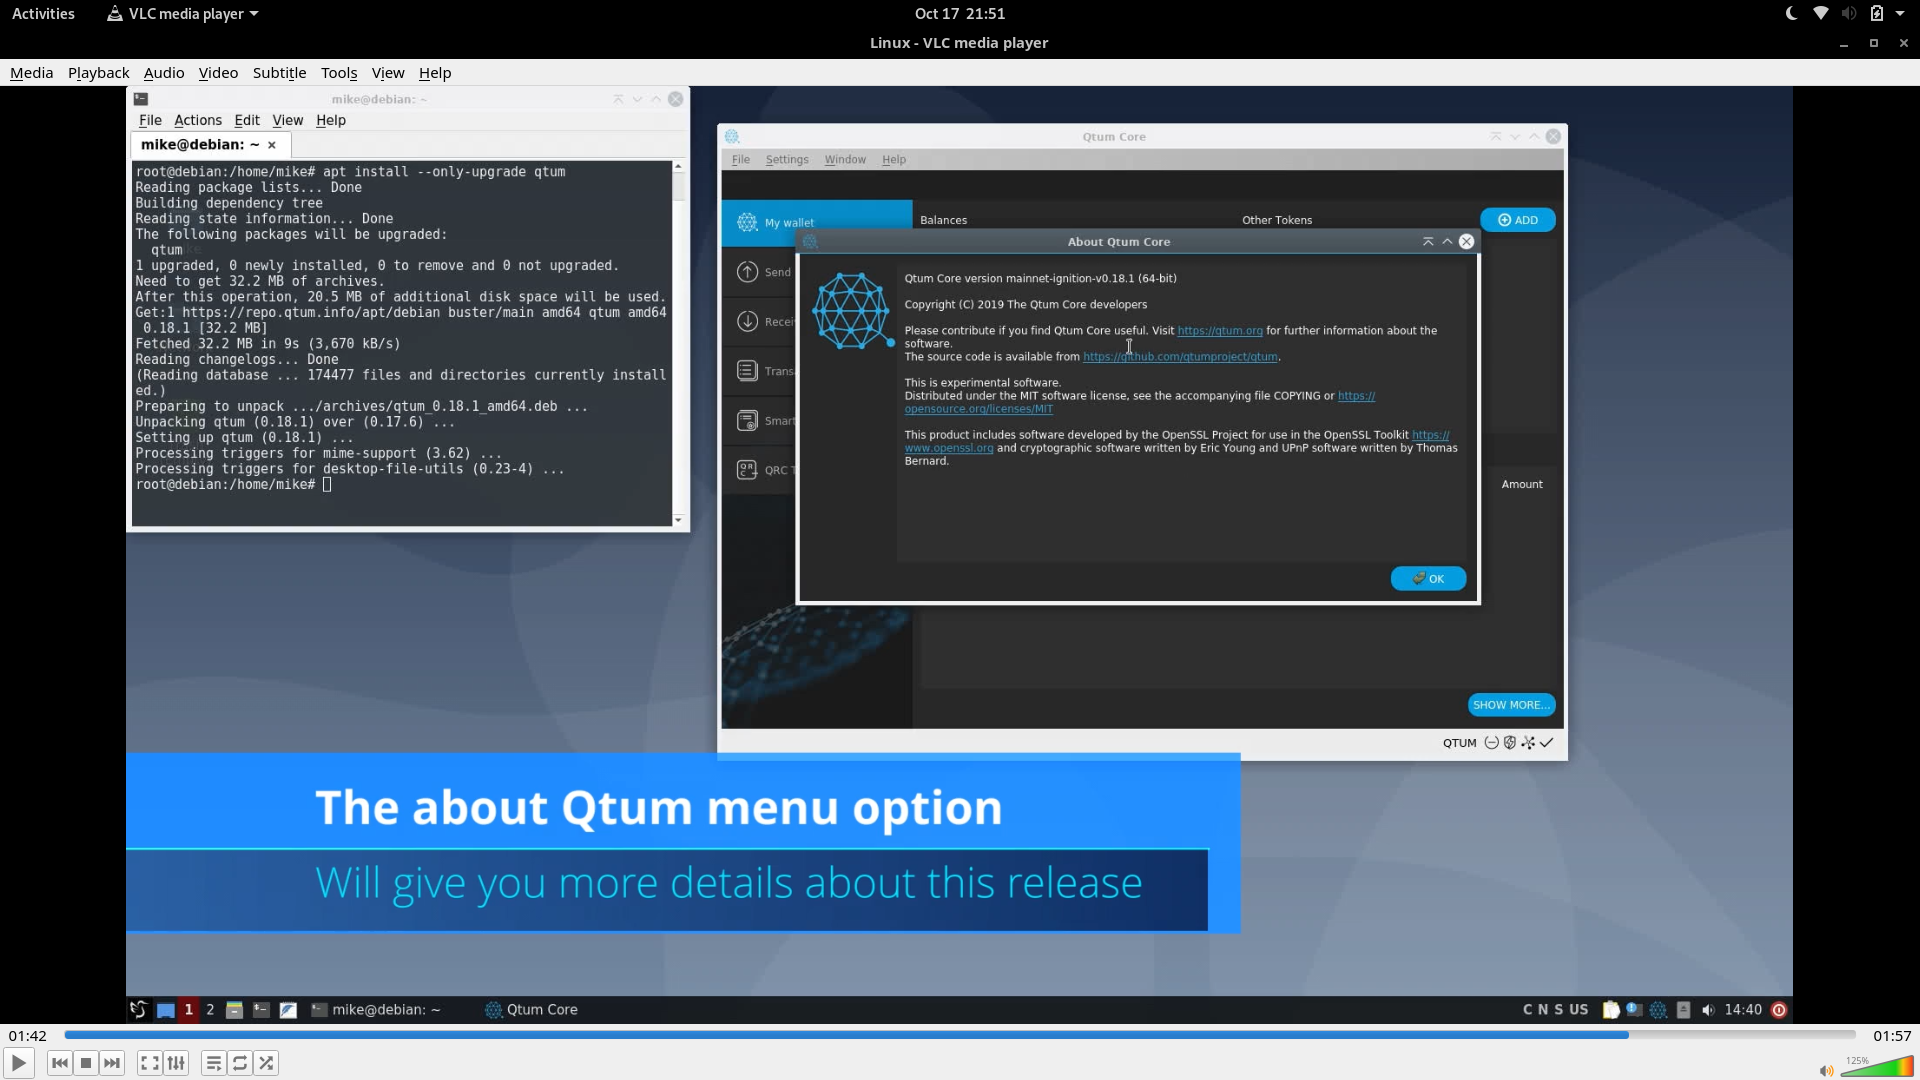 Activities VLC media player Oct 17 21:51
Linux - VLC media player
Media Playback Audio Video Subtitle Tools View Help
mike@debian: ~
File Actions Edit View Help
mike@debian: ~
root@debian:/home/mike# apt install --only-upgrade qtum
Reading package lists... Done
Building dependency tree
Reading state information... Done
The following packages will be upgraded:
qtum
1 upgraded, 0 newly installed, 0 to remove and 0 not upgraded.
Need to get 32.2 MB of archives.
After this operation, 20.5 MB of additional disk space will be used.
Get:1 https://repo.qtum.info/apt/debian buster/main amd64 qtum amd64
0.18.1 [32.2 MB]
Fetched 32.2 MB in 9s (3,670 kB/s)
Reading changelogs... Done
(Reading database ... 174477 files and directories currently install
ed.)
Preparing to unpack .../archives/qtum_0.18.1_amd64.deb ...
Unpacking qtum (0.18.1) over (0.17.6) ...
Setting up qtum (0.18.1) ...
Processing triggers for mime-support (3.62) ...
Processing triggers for desktop-file-utils (0.23-4) ...
root@debian:/home/mike#
Qtum Core
File Settings Window Help
My wallet
Balances Other Tokens ADD
Send
Recei
Transa
Smart
QRC T
About Qtum Core
Qtum Core version mainnet-ignition-v0.18.1 (64-bit)
Copyright (C) 2019 The Qtum Core developers
Please contribute if you find Qtum Core useful. Visit https://qtum.org for further information about the
software.
The source code is available from https://github.com/qtumproject/qtum.
This is experimental software.
Distributed under the MIT software license, see the accompanying file COPYING or https://
opensource.org/licenses/MIT
This product includes software developed by the OpenSSL Project for use in the OpenSSL Toolkit https://
www.openssl.org and cryptographic software written by Eric Young and UPnP software written by Thomas
Bernard.
OK
Amount
SHOW MORE...
QTUM
The about Qtum menu option
Will give you more details about this release
1 2 mike@debian: ~ Qtum Core C N S US 14:40
01:42 01:57
125%